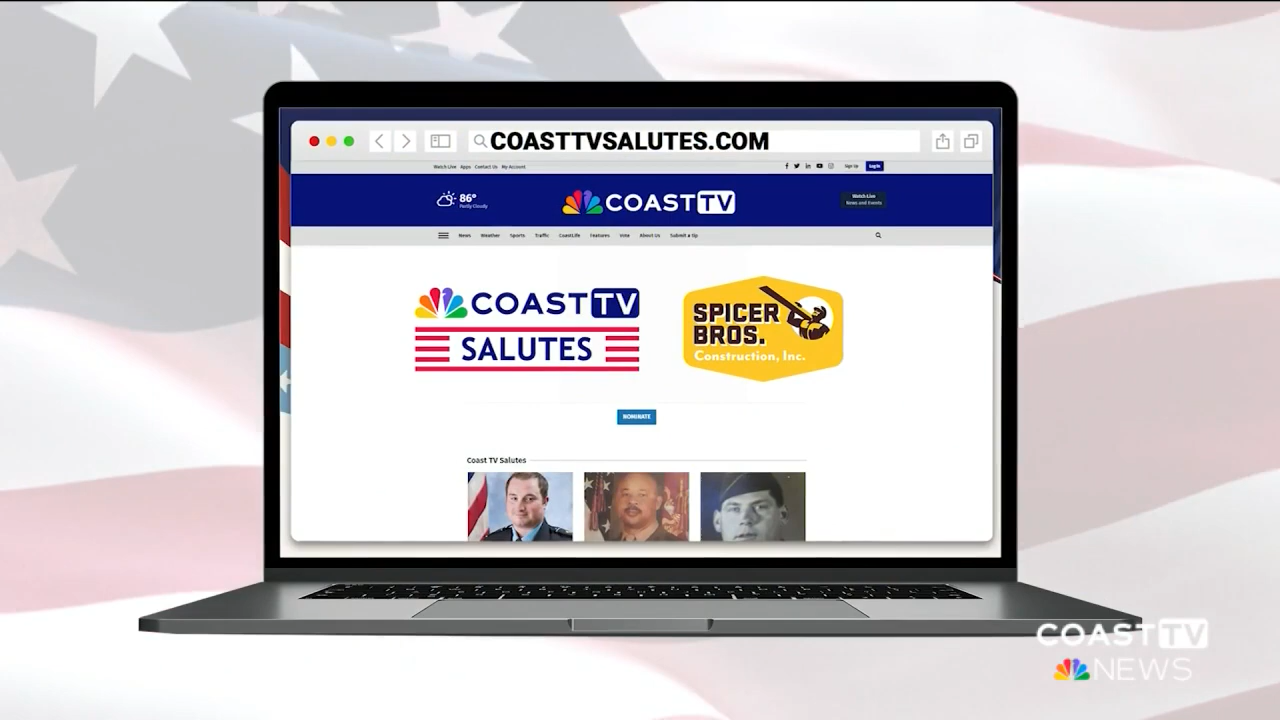 COASTTVSALUTES.COM
Watch Live Apps Contact Us My Account
Sign Up Log In
86°
Partly Cloudy
COAST TV
Watch Live
News and Events
News Weather Sports Traffic CoastLife Features Vote About Us Submit a tip
COAST TV
SALUTES
SPICER
BROS.
Construction, Inc.
NOMINATE
Coast TV Salutes
COAST TV
NEWS